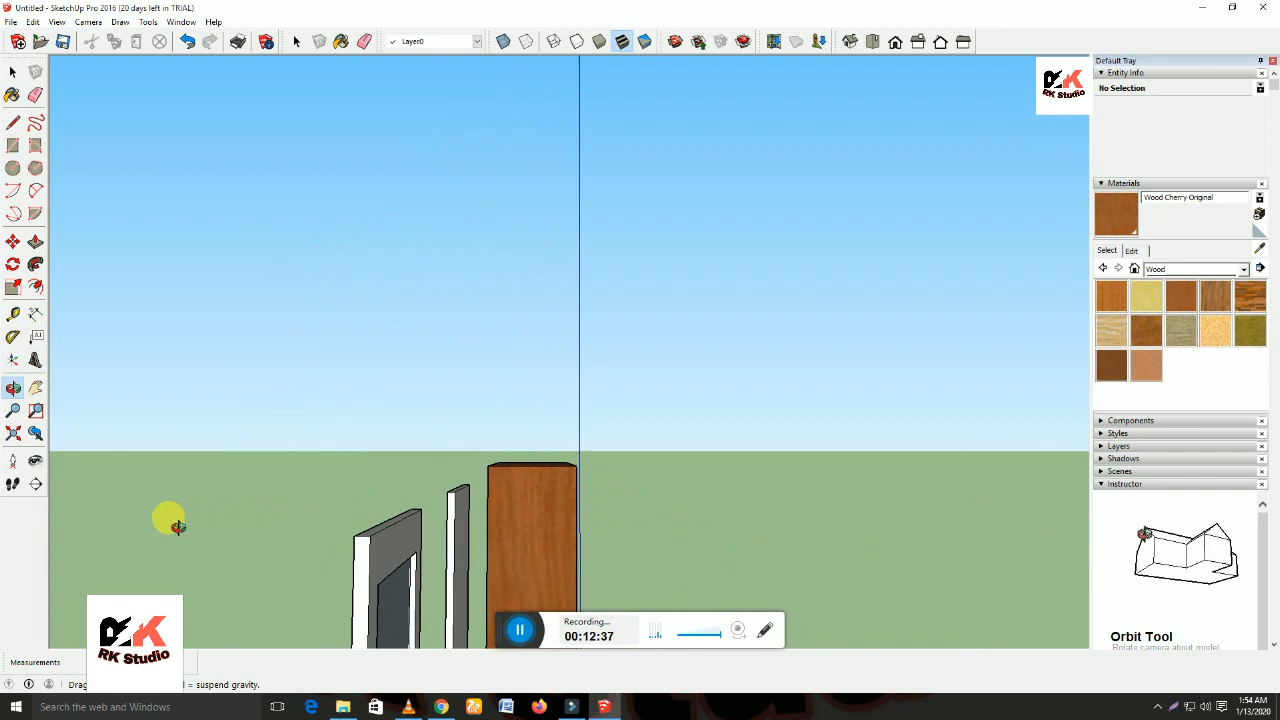 Untitled - SketchUp Pro 2016 (20 days left in TRIAL)
File Edit View Camera Draw Tools Window Help
Layer0
Default Tray
Entity Info
No Selection
RK Studio
Materials
Wood Cherry Original
Select Edit
Wood
Components
Styles
Layers
Shadows
Scenes
Instructor
A1
Orbit Tool
Rotate camera about model.
Recording...
00:12:37
RK Studio
Measurements
Drag
= suspend gravity.
Search the web and Windows
1:54 AM
1/13/2020